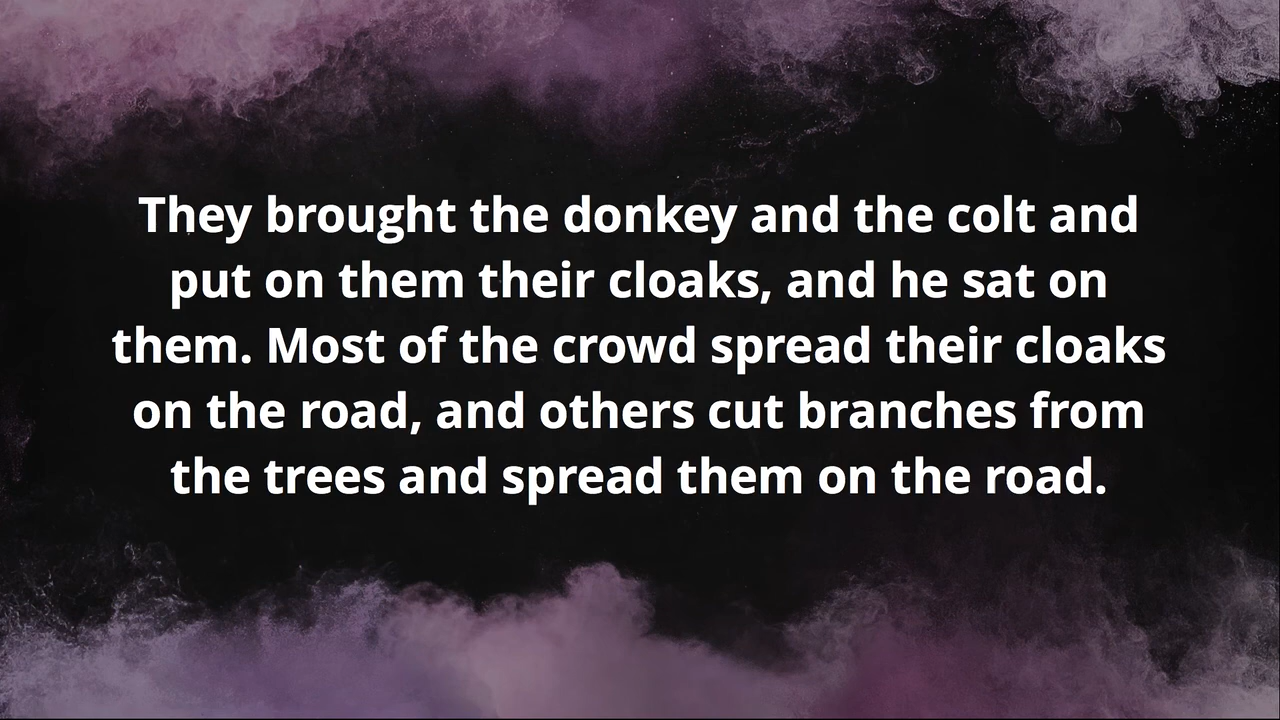 They brought the donkey and the colt and
put on them their cloaks, and he sat on
them. Most of the crowd spread their cloaks
on the road, and others cut branches from
the trees and spread them on the road.